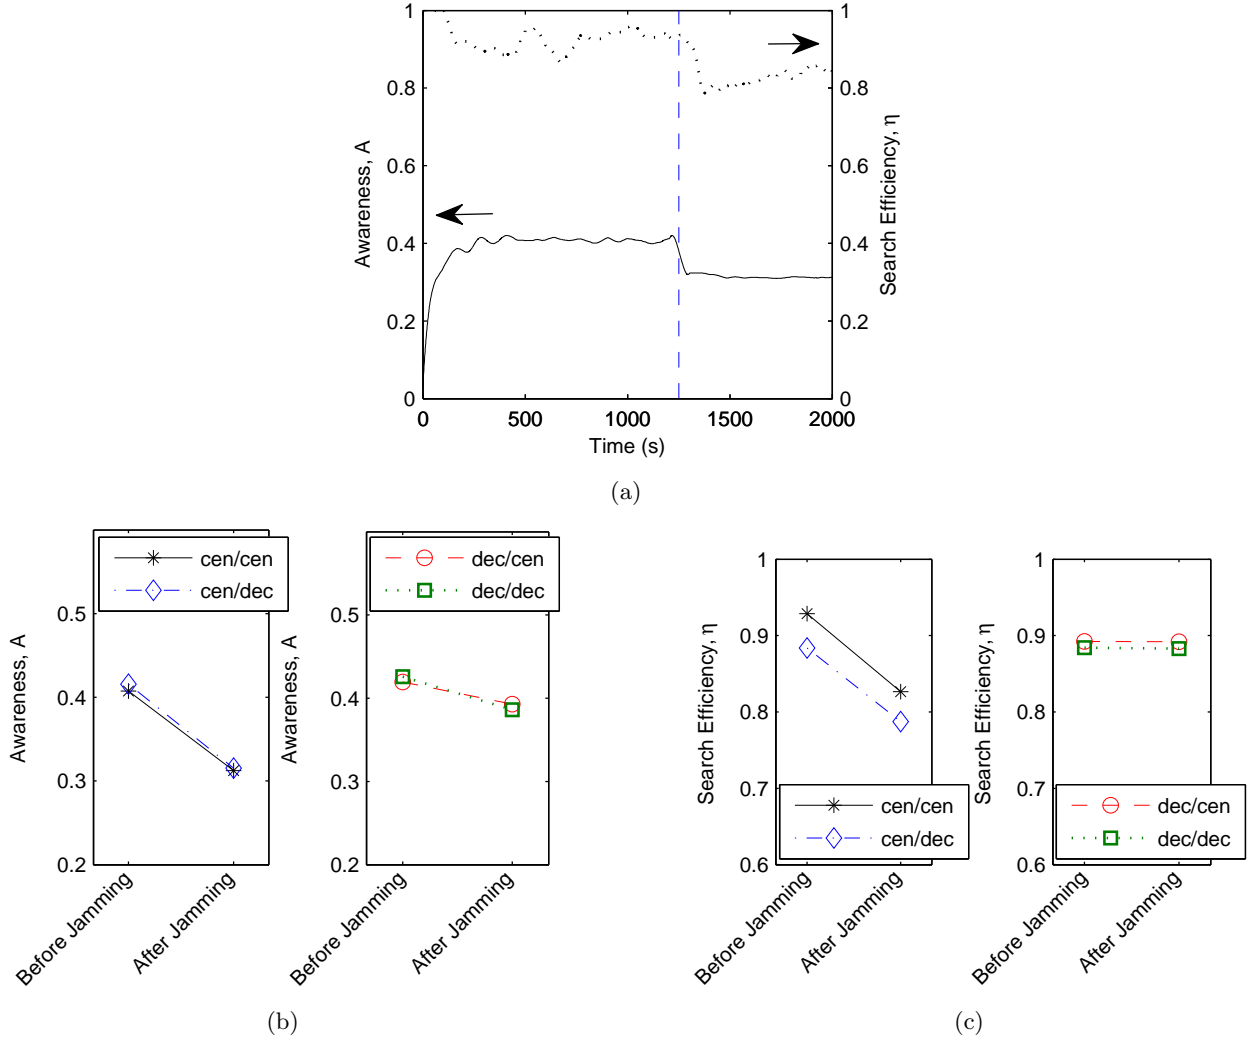 1
0.8
0.6
0.4
0.2
0
Awareness, A
1
0.8
0.6
0.4
0.2
0
Search Efficiency, η
0
500
1000
1500
2000
Time (s)
(a)
cen/cen
cen/dec
0.5
0.4
0.3
0.2
Awareness, A
Before Jamming
After Jamming
dec/cen
dec/dec
0.5
0.4
0.3
0.2
Awareness, A
Before Jamming
After Jamming
(b)
1
0.9
0.8
0.7
0.6
Search Efficiency, η
cen/cen
cen/dec
Before Jamming
After Jamming
1
0.9
0.8
0.7
0.6
Search Efficiency, η
dec/cen
dec/dec
Before Jamming
After Jamming
(c)